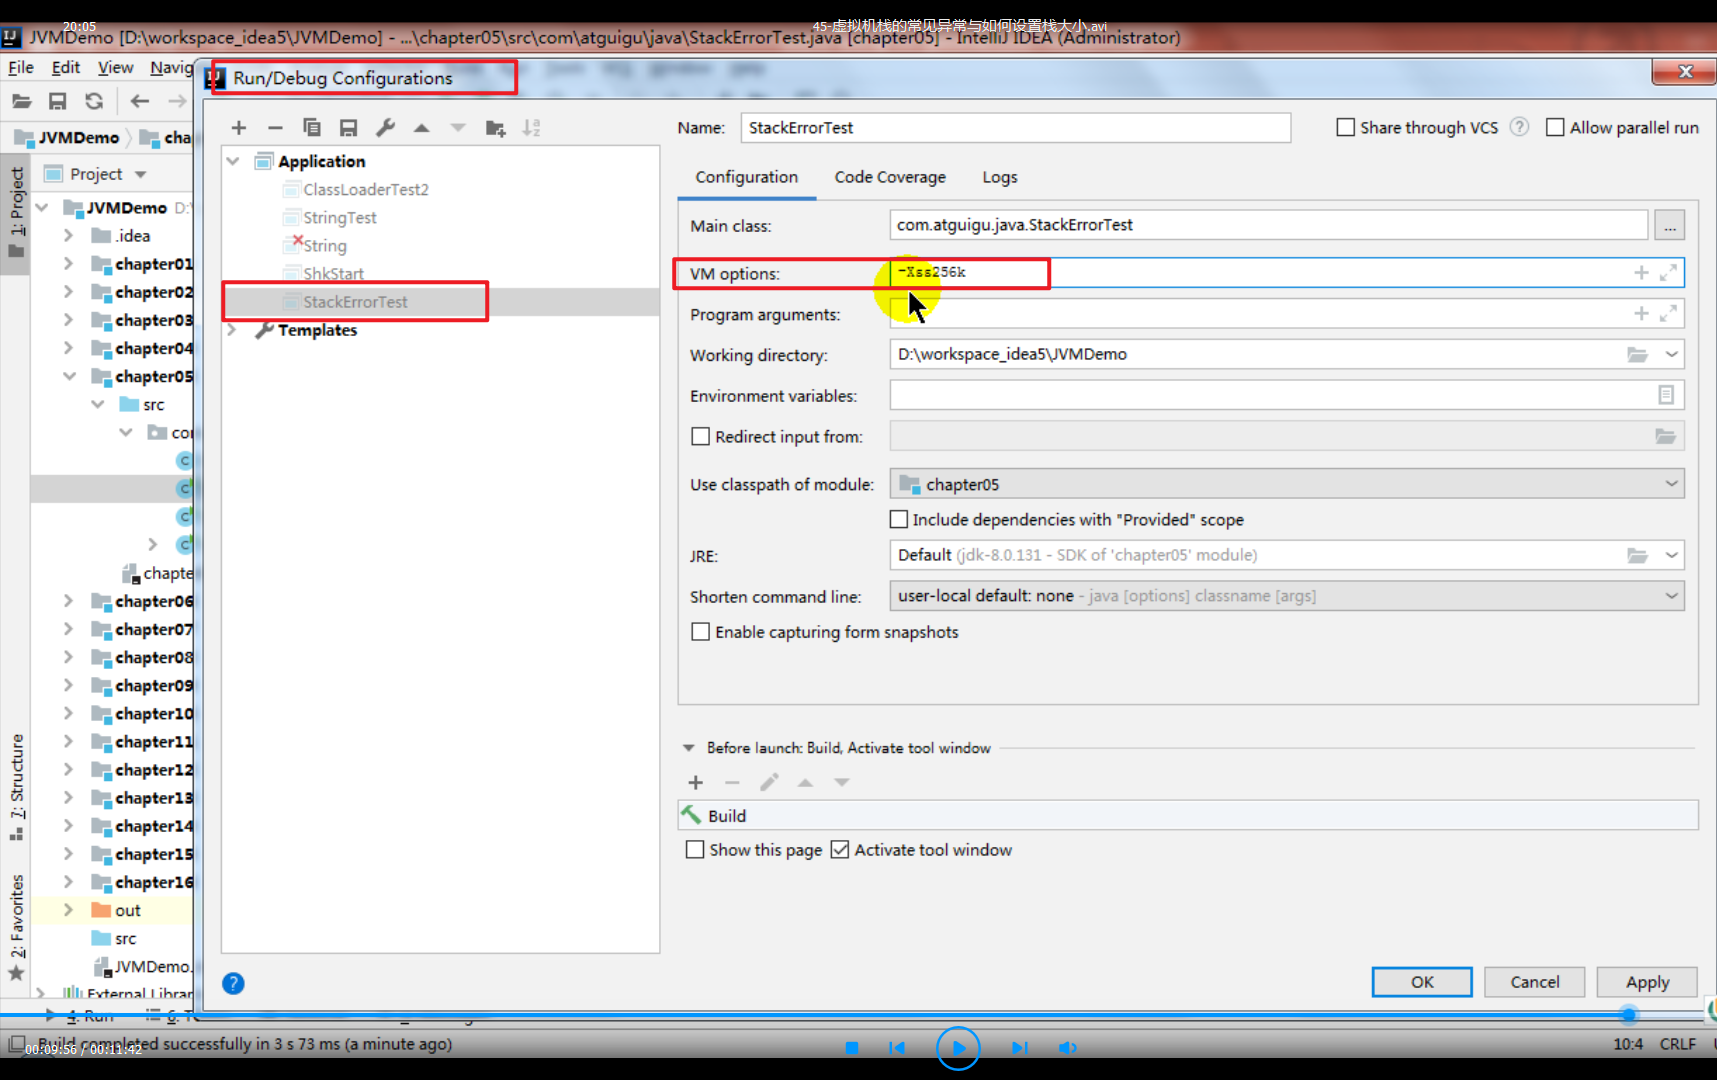 20:05
45-虚拟机栈的常见异常与如何设置栈大小.avi
JVMDemo [D:\workspace_idea5\JVMDemo] - ...\chapter05\src\com\atguigu\java\StackErrorTest.java [chapter05] - IntelliJ IDEA (Administrator)
File Edit View Navig
Run/Debug Configurations
JVMDemo cha
Name: StackErrorTest
Share through VCS
Allow parallel run
1: Project
Project
Application
ClassLoaderTest2
StringTest
String
ShkStart
StackErrorTest
Templates
Configuration Code Coverage Logs
Main class: com.atguigu.java.StackErrorTest ...
VM options: -Xss256k
Program arguments:
Working directory: D:\workspace_idea5\JVMDemo
Environment variables:
Redirect input from:
Use classpath of module: chapter05
Include dependencies with "Provided" scope
JRE: Default (jdk-8.0.131 - SDK of 'chapter05' module)
Shorten command line: user-local default: none - java [options] classname [args]
Enable capturing form snapshots
Before launch: Build, Activate tool window
Build
Show this page Activate tool window
JVMDemo D:\
.idea
chapter01
chapter02
chapter03
chapter04
chapter05
src
co
chapte
chapter06
chapter07
chapter08
chapter09
chapter10
chapter11
chapter12
chapter13
chapter14
chapter15
chapter16
out
src
JVMDemo.
External Librar
7: Structure
2: Favorites
?
OK Cancel Apply
4: Run 6: T
Build completed successfully in 3 s 73 ms (a minute ago)
00:09:56 / 00:11:42
10:4 CRLF